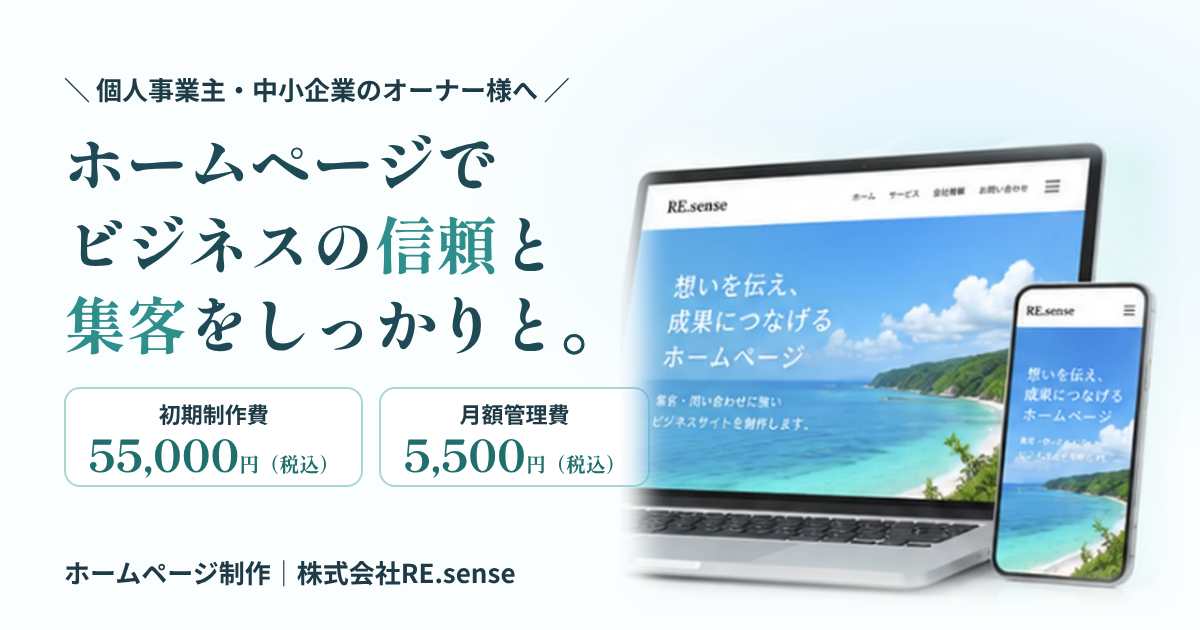 ＼ 個人事業主・中小企業のオーナー様へ ／
ホームページで
ビジネスの信頼と
集客をしっかりと。
初期制作費
55,000円（税込）
月額管理費
5,500円（税込）
ホームページ制作｜株式会社RE.sense
RE.sense
ホーム サービス 会社情報 お問い合わせ
想いを伝え、
成果につなげる
ホームページ
集客・問い合わせに強い
ビジネスサイトを制作します。
RE.sense
想いを伝え、
成果につなげる
ホームページ